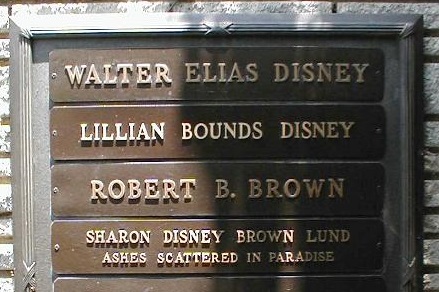 WALTER ELIAS DISNEY
LILLIAN BOUNDS DISNEY
ROBERT B. BROWN
SHARON DISNEY BROWN LUND
ASHES SCATTERED IN PARADISE